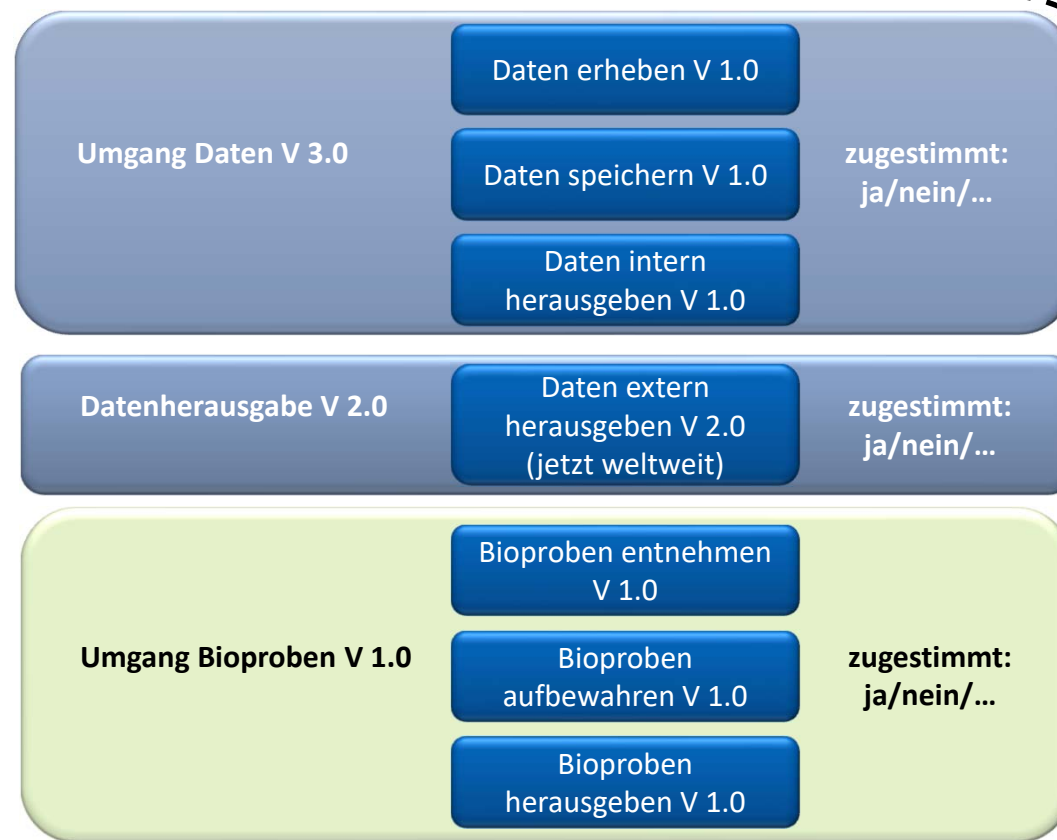 Daten erheben V 1.0
Umgang Daten V 3.0
Daten speichern V 1.0
zugestimmt:
ja/nein/…
Daten intern
herausgeben V 1.0
Datenherausgabe V 2.0
Daten extern
herausgeben V 2.0
(jetzt weltweit)
zugestimmt:
ja/nein/…
Bioproben entnehmen
V 1.0
Umgang Bioproben V 1.0
Bioproben
aufbewahren V 1.0
zugestimmt:
ja/nein/…
Bioproben
herausgeben V 1.0